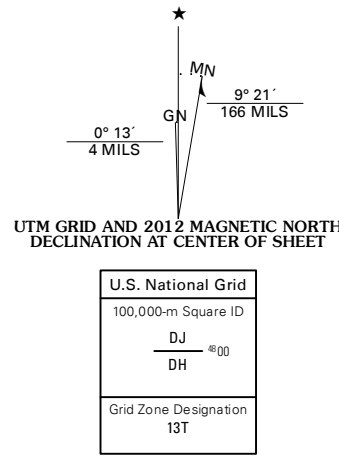 ★
MN
GN
9° 21´
166 MILS
0° 13´
4 MILS
UTM GRID AND 2012 MAGNETIC NORTH
DECLINATION AT CENTER OF SHEET
U.S. National Grid
100,000-m Square ID
DJ
4800
DH
Grid Zone Designation
13T